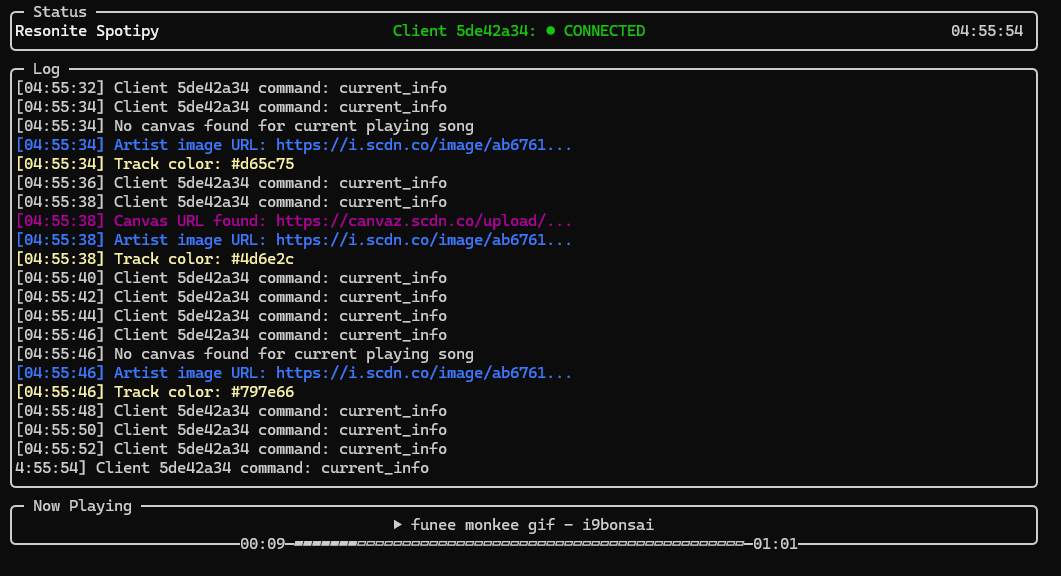 Status
Resonite Spotipy Client 5de42a34: ● CONNECTED 04:55:54
Log
[04:55:32] Client 5de42a34 command: current_info
[04:55:34] Client 5de42a34 command: current_info
[04:55:34] No canvas found for current playing song
[04:55:34] Artist image URL: https://i.scdn.co/image/ab6761...
[04:55:34] Track color: #d65c75
[04:55:36] Client 5de42a34 command: current_info
[04:55:38] Client 5de42a34 command: current_info
[04:55:38] Canvas URL found: https://canvaz.scdn.co/upload/...
[04:55:38] Artist image URL: https://i.scdn.co/image/ab6761...
[04:55:38] Track color: #4d6e2c
[04:55:40] Client 5de42a34 command: current_info
[04:55:42] Client 5de42a34 command: current_info
[04:55:44] Client 5de42a34 command: current_info
[04:55:46] Client 5de42a34 command: current_info
[04:55:46] No canvas found for current playing song
[04:55:46] Artist image URL: https://i.scdn.co/image/ab6761...
[04:55:46] Track color: #797e66
[04:55:48] Client 5de42a34 command: current_info
[04:55:50] Client 5de42a34 command: current_info
[04:55:52] Client 5de42a34 command: current_info
4:55:54] Client 5de42a34 command: current_info
Now Playing
▶ funee monkee gif – i9bonsai
00:09 01:01